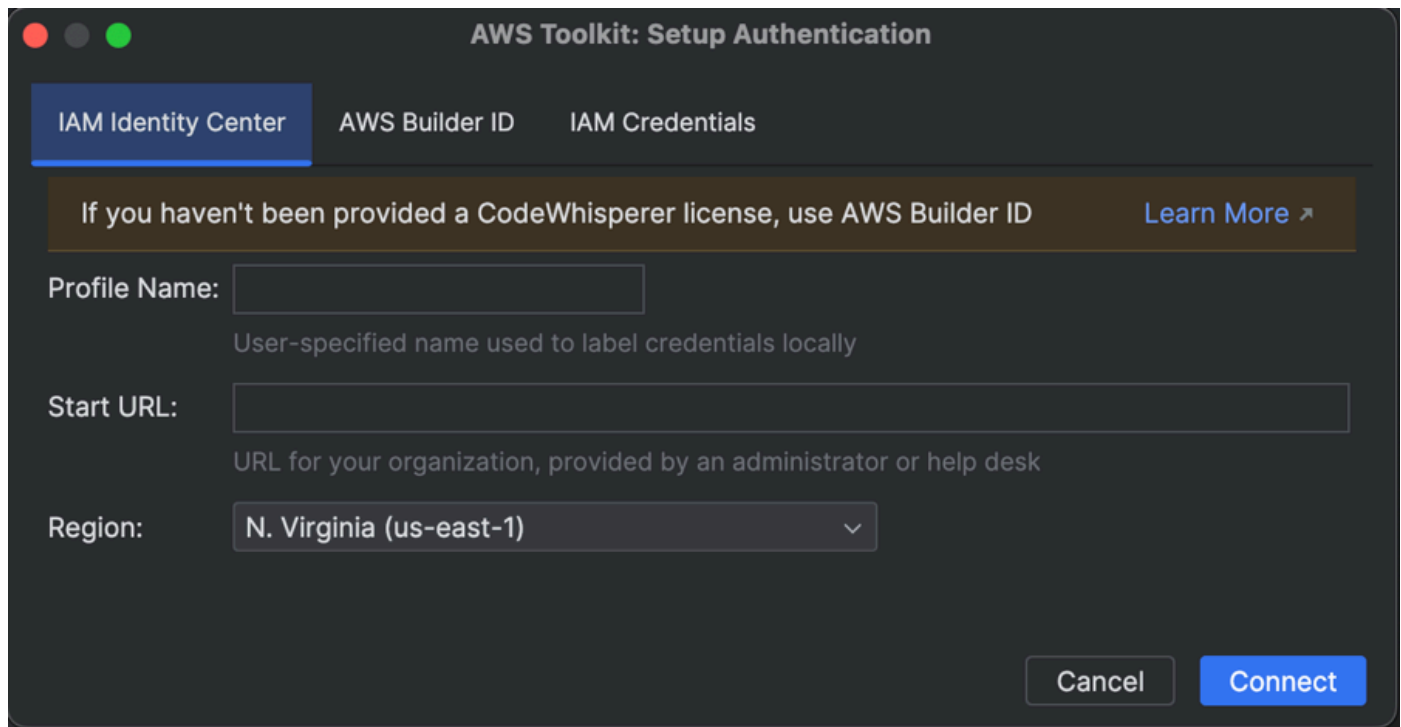 AWS Toolkit: Setup Authentication
IAM Identity Center AWS Builder ID IAM Credentials
If you haven't been provided a CodeWhisperer license, use AWS Builder ID Learn More ↗
Profile Name:
User-specified name used to label credentials locally
Start URL:
URL for your organization, provided by an administrator or help desk
Region: N. Virginia (us-east-1)
Cancel Connect